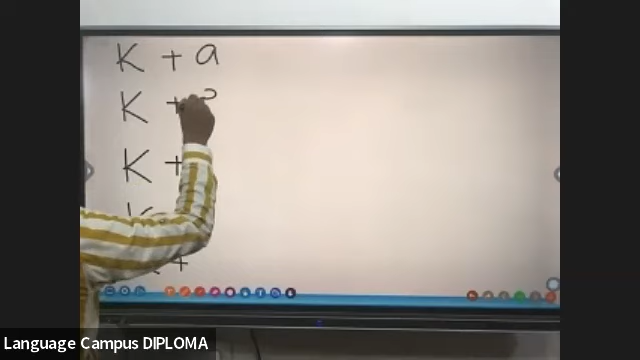 K + a
K +
K +
K
+
Language Campus DIPLOMA